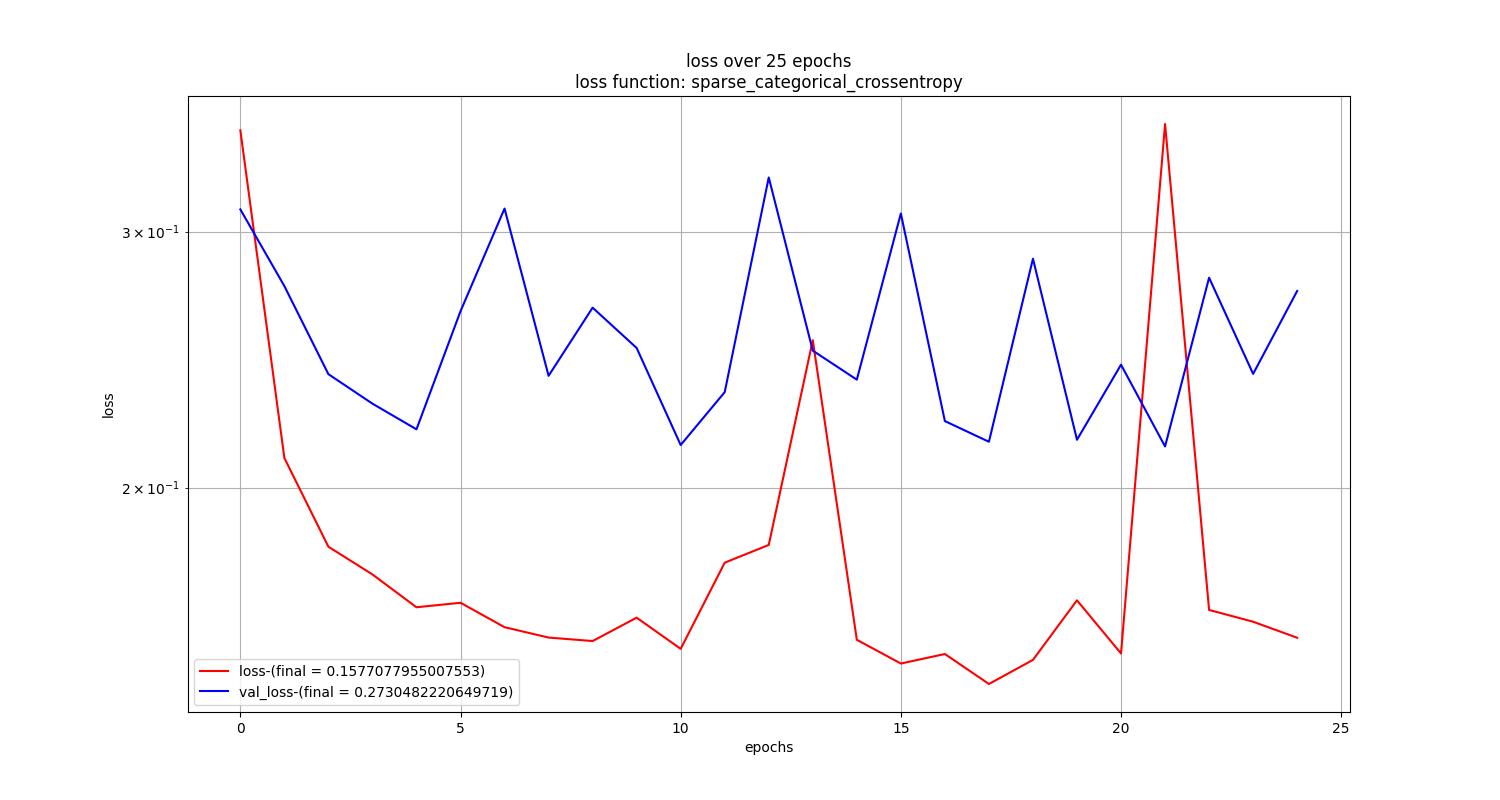 loss over 25 epochs
loss function: sparse_categorical_crossentropy
loss
3 × 10⁻¹
2 × 10⁻¹
loss-(final = 0.1577077955007553)
val_loss-(final = 0.2730482220649719)
0 5 10 15 20 25
epochs